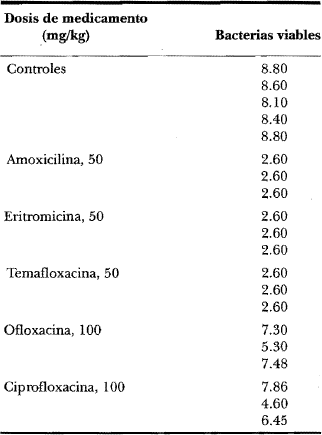 Dosis de medicamento
(mg/kg) Bacterias viables
Controles 8.80
8.60
8.10
8.40
8.80
Amoxicilina, 50 2.60
2.60
2.60
Eritromicina, 50 2.60
2.60
2.60
Temafloxacina, 50 2.60
2.60
2.60
Ofloxacina, 100 7.30
5.30
7.48
Ciprofloxacina, 100 7.86
4.60
6.45